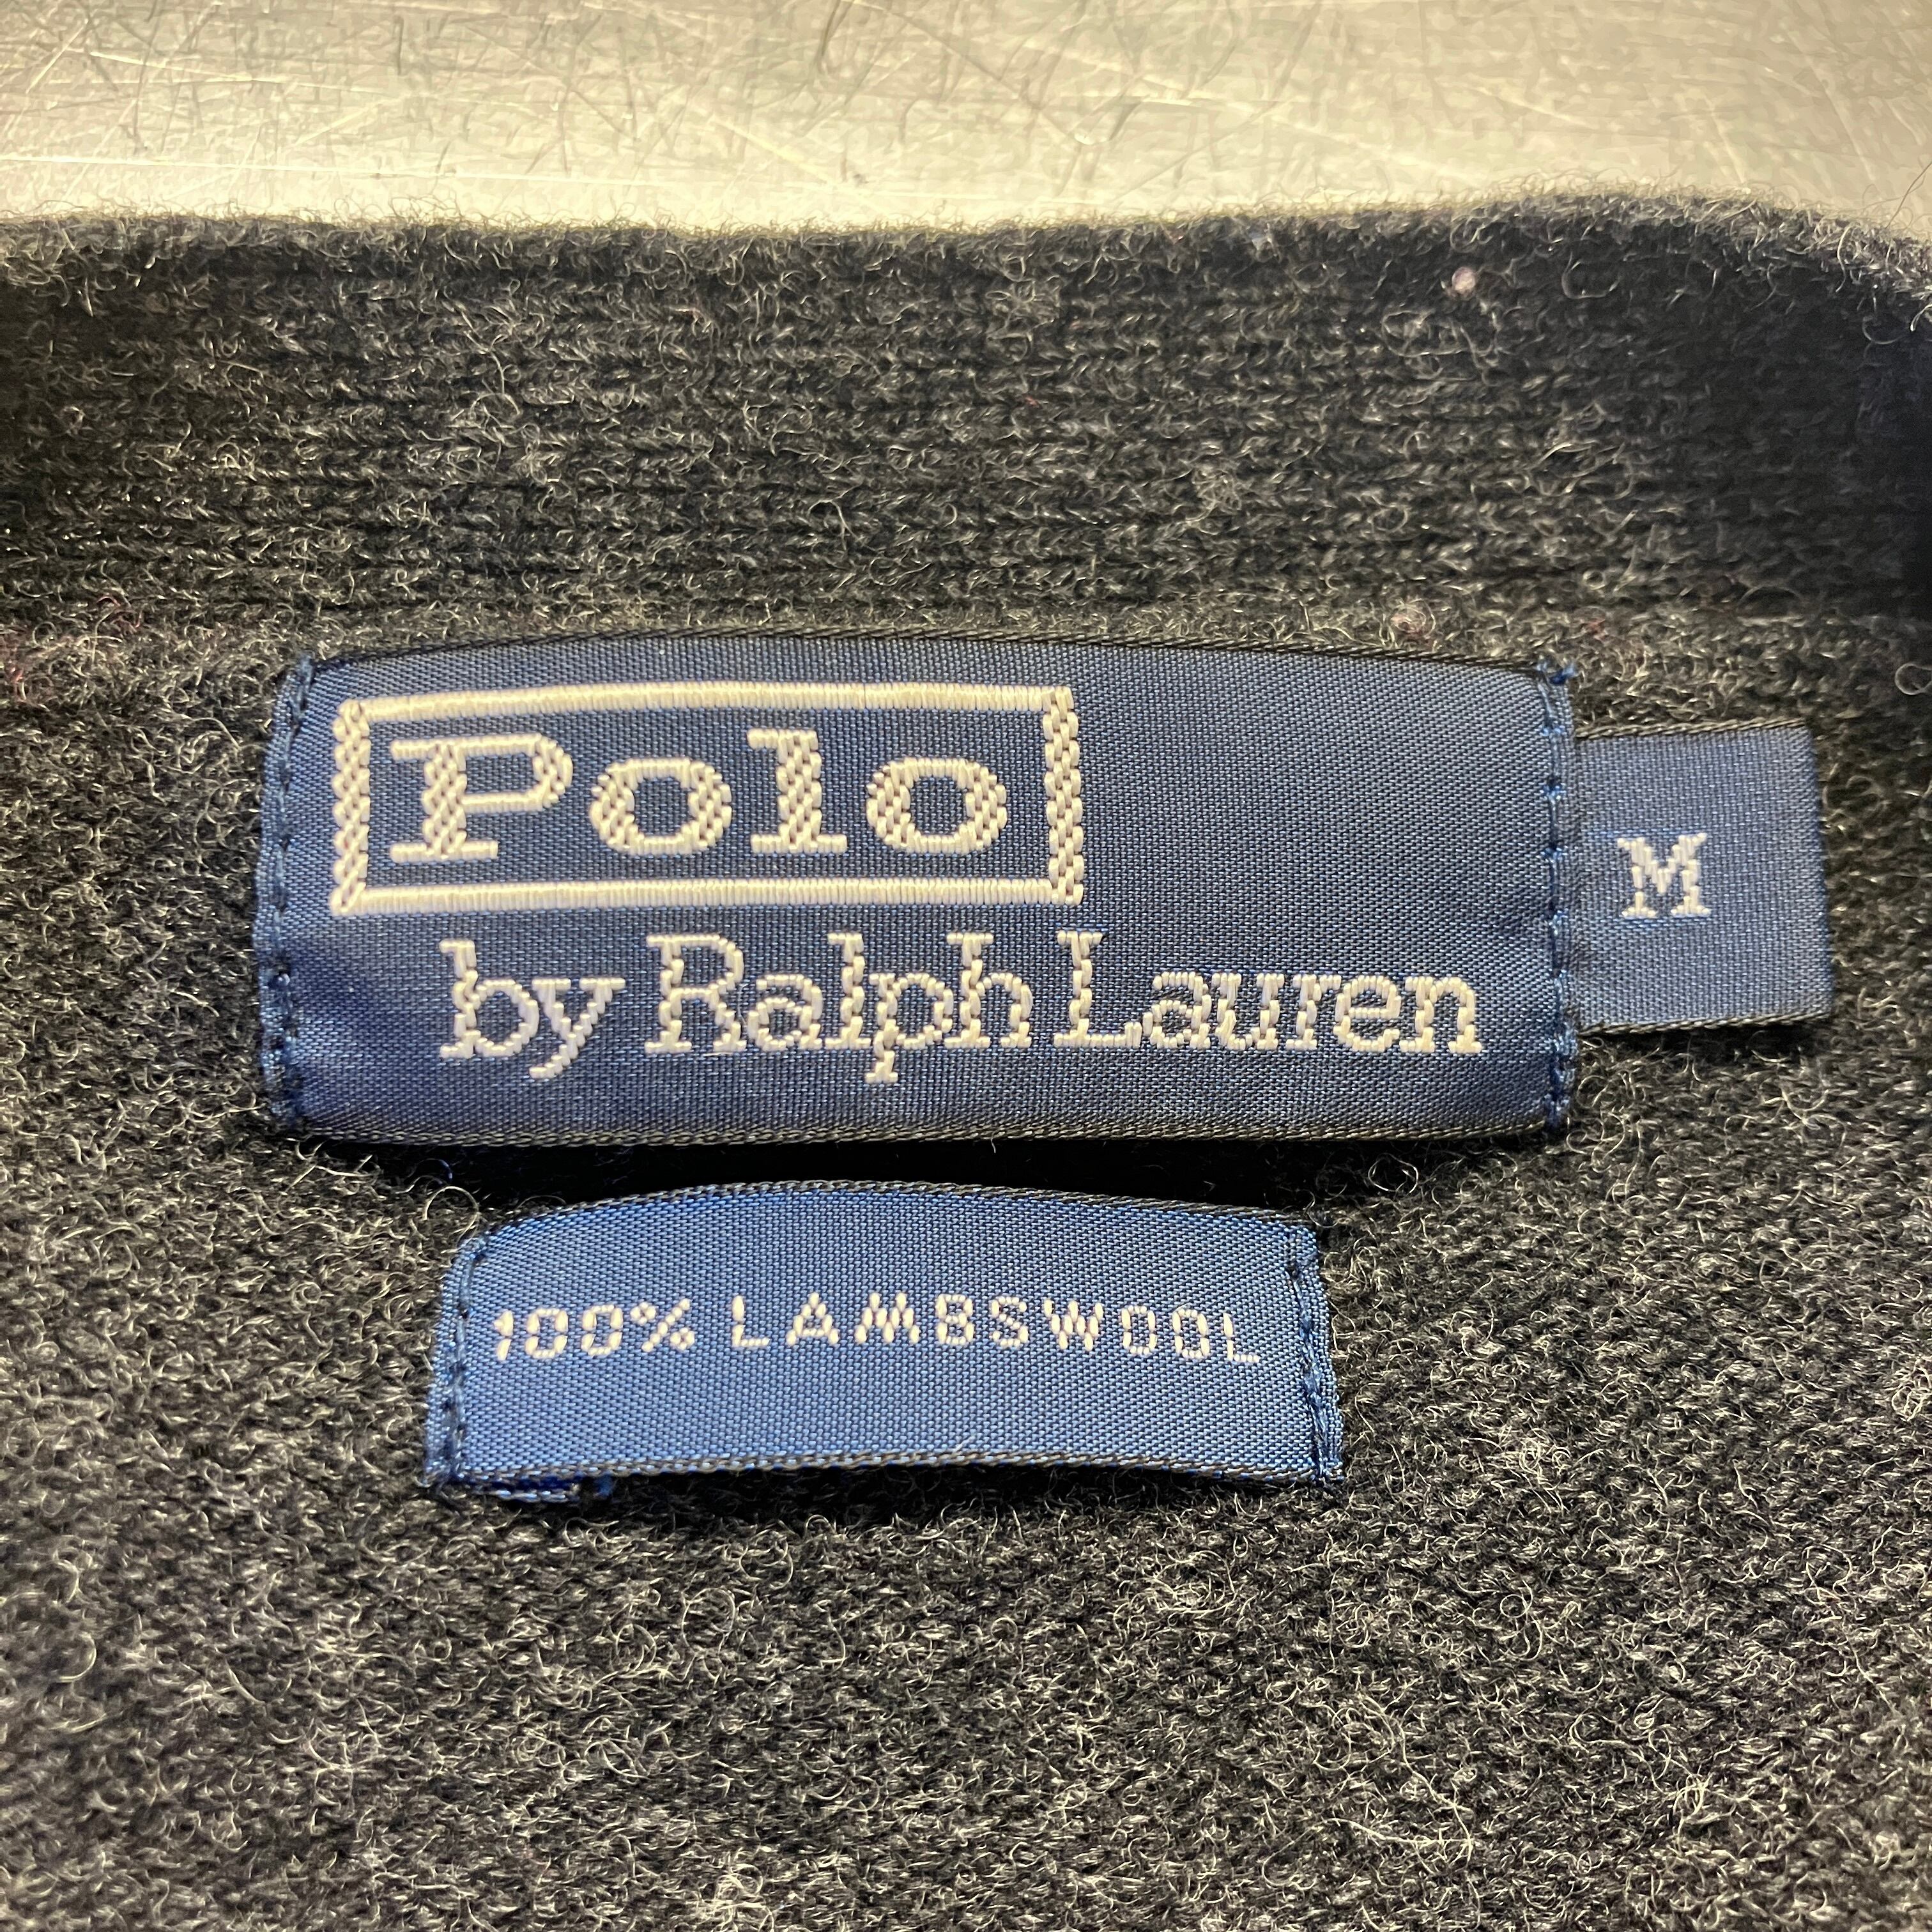 Polo
by Ralph Lauren
M
100% LAMBSWOOL